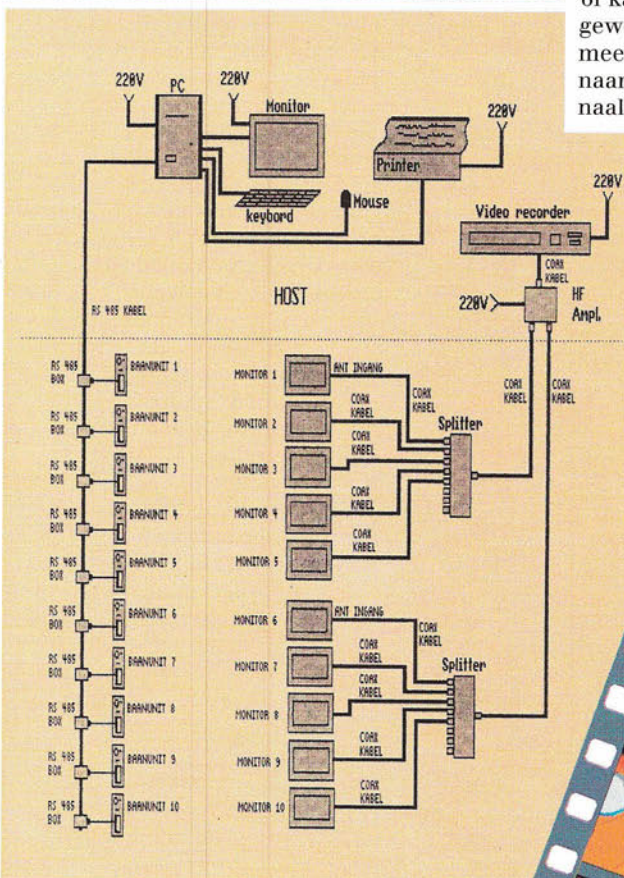 of ka
gew
mee
naar
naal
220V
PC
220V
Monitor
220V
Printer
keybord
Mouse
Video recorder
220V
COAX
KABEL
220V
HF
Ampl.
HOST
RS 485 KABEL
RS 485
BOX
BAANUNIT 1
RS 485
BOX
BAANUNIT 2
RS 485
BOX
BAANUNIT 3
RS 485
BOX
BAANUNIT 4
RS 485
BOX
BAANUNIT 5
RS 485
BOX
BAANUNIT 6
RS 485
BOX
BAANUNIT 7
RS 485
BOX
BAANUNIT 8
RS 485
BOX
BAANUNIT 9
RS 485
BOX
BAANUNIT 10
MONITOR 1
ANT INGANG
COAX
KABEL
MONITOR 2
COAX
KABEL
MONITOR 3
COAX
KABEL
MONITOR 4
COAX
KABEL
MONITOR 5
COAX
KABEL
Splitter
COAX
KABEL
COAX
KABEL
MONITOR 6
ANT INGANG
COAX
KABEL
MONITOR 7
COAX
KABEL
MONITOR 8
COAX
KABEL
MONITOR 9
COAX
KABEL
MONITOR 10
COAX
KABEL
Splitter